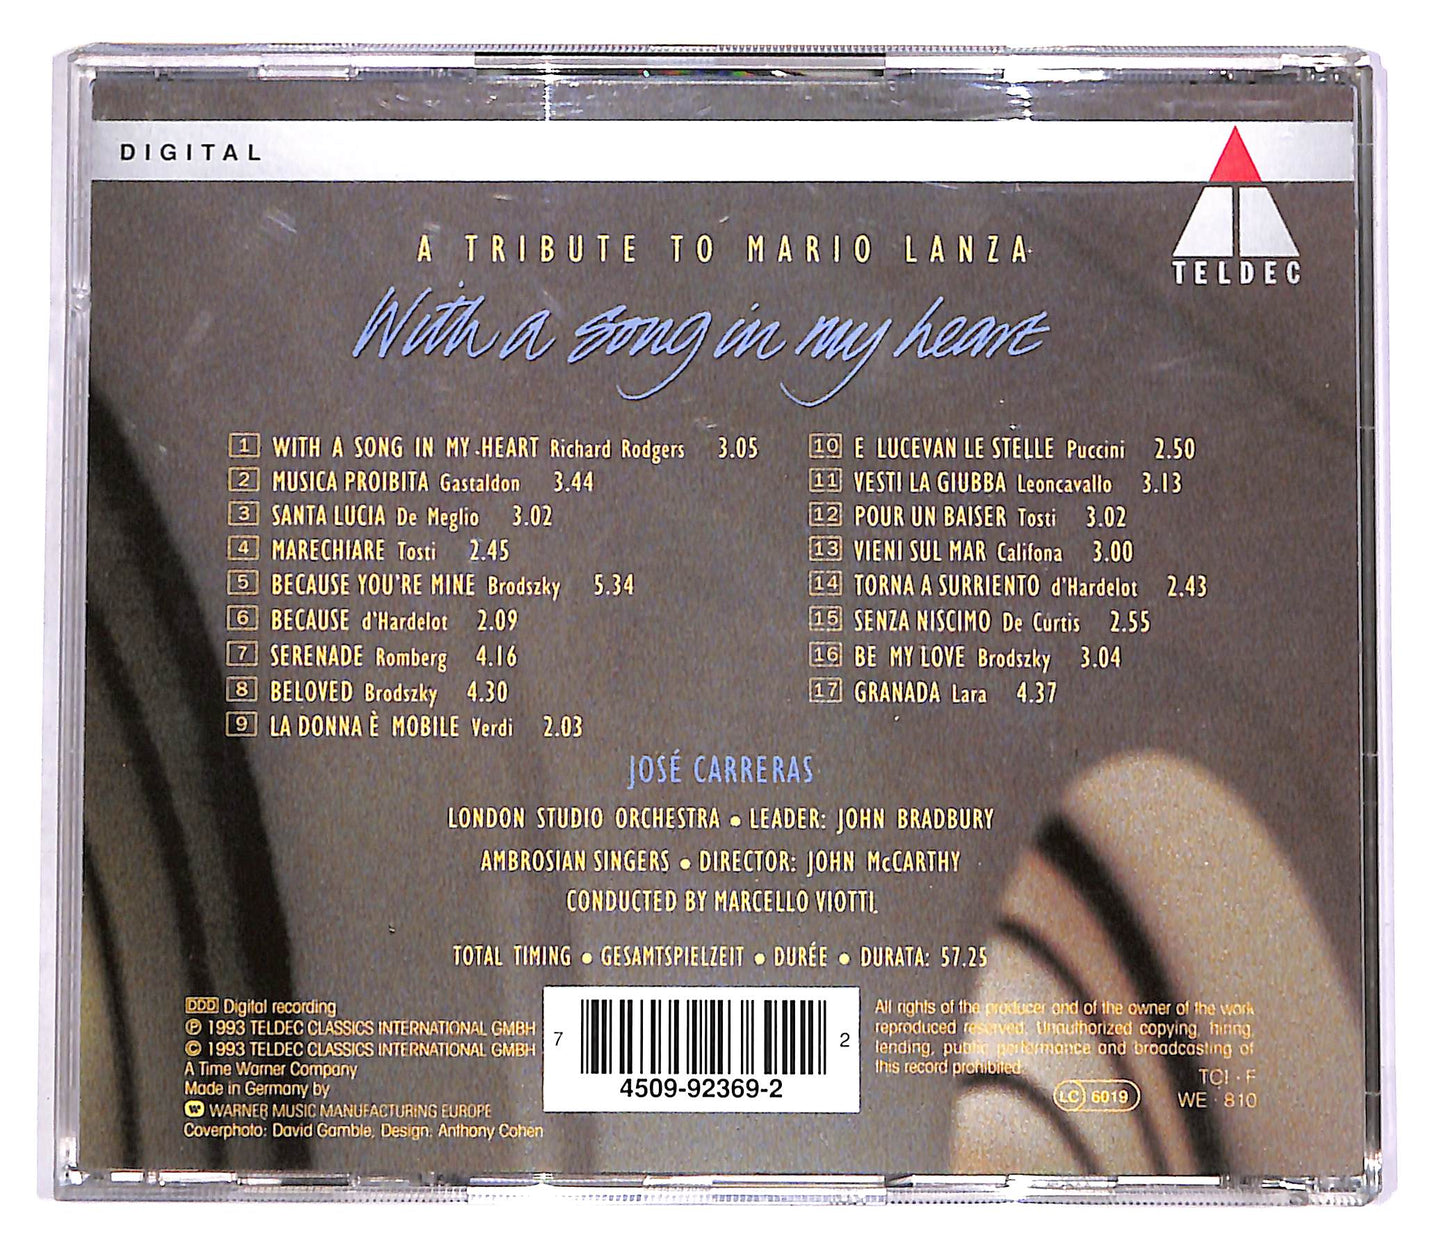 DIGITAL
TELDEC
A TRIBUTE TO MARIO LANZA
With a song in my heart
1 WITH A SONG IN MY HEART Richard Rodgers 3.05
2 MUSICA PROIBITA Gastaldon 3.44
3 SANTA LUCIA De Meglio 3.02
4 MARECHIARE Tosti 2.45
5 BECAUSE YOU'RE MINE Brodszky 5.34
6 BECAUSE d'Hardelot 2.09
7 SERENADE Romberg 4.16
8 BELOVED Brodszky 4.30
9 LA DONNA È MOBILE Verdi 2.03
10 E LUCEVAN LE STELLE Puccini 2.50
11 VESTI LA GIUBBA Leoncavallo 3.13
12 POUR UN BAISER Tosti 3.02
13 VIENI SUL MAR Califona 3.00
14 TORNA A SURRIENTO d'Hardelot 2.43
15 SENZA NISCIMO De Curtis 2.55
16 BE MY LOVE Brodszky 3.04
17 GRANADA Lara 4.37
JOSÉ CARRERAS
LONDON STUDIO ORCHESTRA • LEADER: JOHN BRADBURY
AMBROSIAN SINGERS • DIRECTOR: JOHN McCARTHY
CONDUCTED BY MARCELLO VIOTTI
TOTAL TIMING • GESAMTSPIELZEIT • DURÉE • DURATA: 57.25
DDD Digital recording
℗ 1993 TELDEC CLASSICS INTERNATIONAL GMBH
© 1993 TELDEC CLASSICS INTERNATIONAL GMBH
A Time Warner Company
Made in Germany by
WARNER MUSIC MANUFACTURING EUROPE
Coverphoto: David Gamble, Design: Anthony Cohen
7 4509-92369-2 2
All rights of the producer and of the owner of the work
reproduced reserved. Unauthorized copying, hiring,
lending, public performance and broadcasting of
this record prohibited.
LC 6019
TCI · F
WE · 810